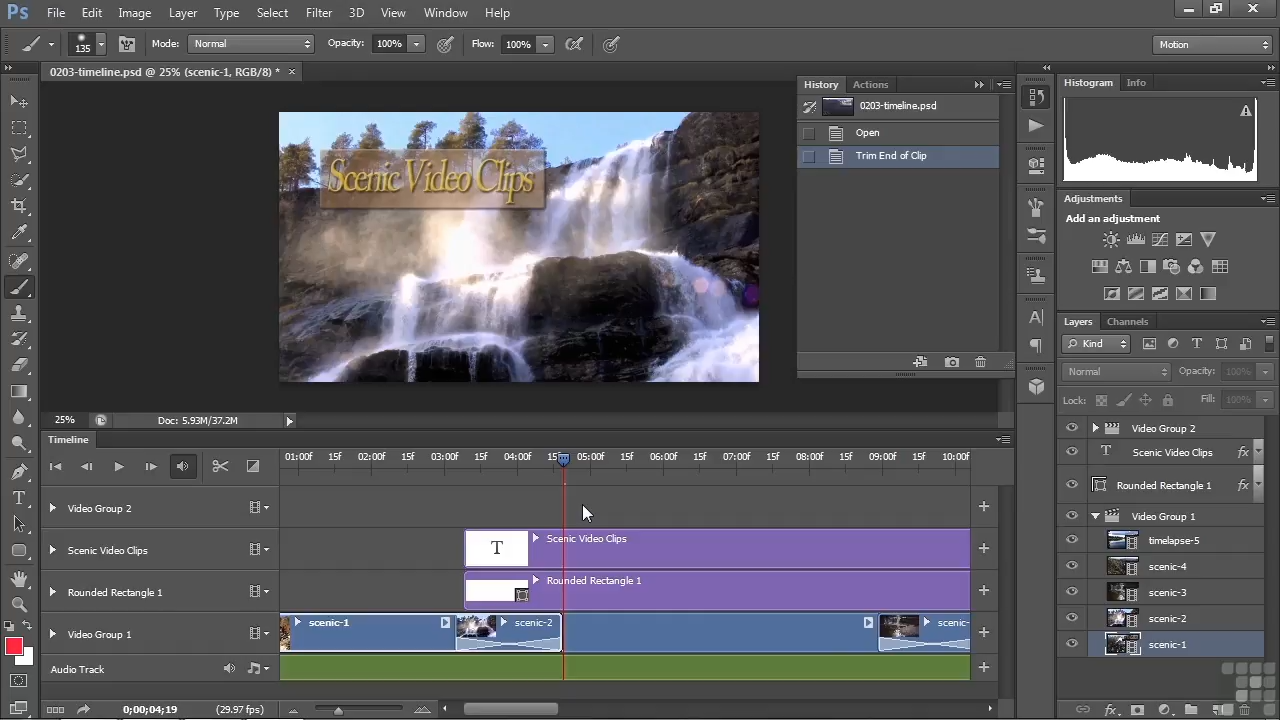 Ps File Edit Image Layer Type Select Filter 3D View Window Help
135 Mode: Normal Opacity: 100% Flow: 100% Motion
0203-timeline.psd @ 25% (scenic-1, RGB/8) * ×
History Actions
0203-timeline.psd
Open
Trim End of Clip
Histogram Info
Adjustments
Add an adjustment
Scenic Video Clips
Layers Channels
Kind
Normal Opacity: 100%
Lock: Fill: 100%
Video Group 2
T Scenic Video Clips fx
Rounded Rectangle 1 fx
Video Group 1
timelapse-5
scenic-4
scenic-3
scenic-2
scenic-1
25% Doc: 5.93M/37.2M
Timeline
01:00f 15f 02:00f 15f 03:00f 15f 04:00f 15f 05:00f 15f 06:00f 15f 07:00f 15f 08:00f 15f 09:00f 15f 10:00f
Video Group 2
Scenic Video Clips T Scenic Video Clips
Rounded Rectangle 1 Rounded Rectangle 1
Video Group 1 scenic-1 scenic-2 scenic-
Audio Track
0;00;04;19 (29.97 fps)